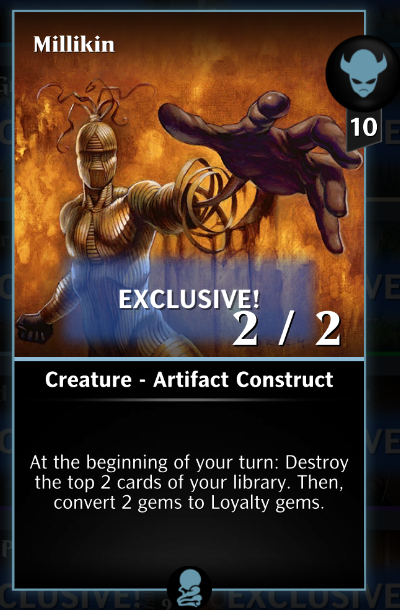 Millikin
10
EXCLUSIVE!
2 / 2
Creature - Artifact Construct
At the beginning of your turn: Destroy
the top 2 cards of your library. Then,
convert 2 gems to Loyalty gems.